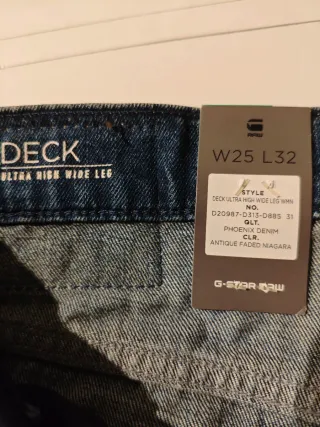 DECK
ULTRA HIGH WIDE LEG
RAW
W25 L32
STYLE
DECK ULTRA HIGH WIDE LEG WMN
NO.
D20987-D313-D885 31
QLT.
PHOENIX DENIM
CLR.
ANTIQUE FADED NIAGARA
G-STAR RAW